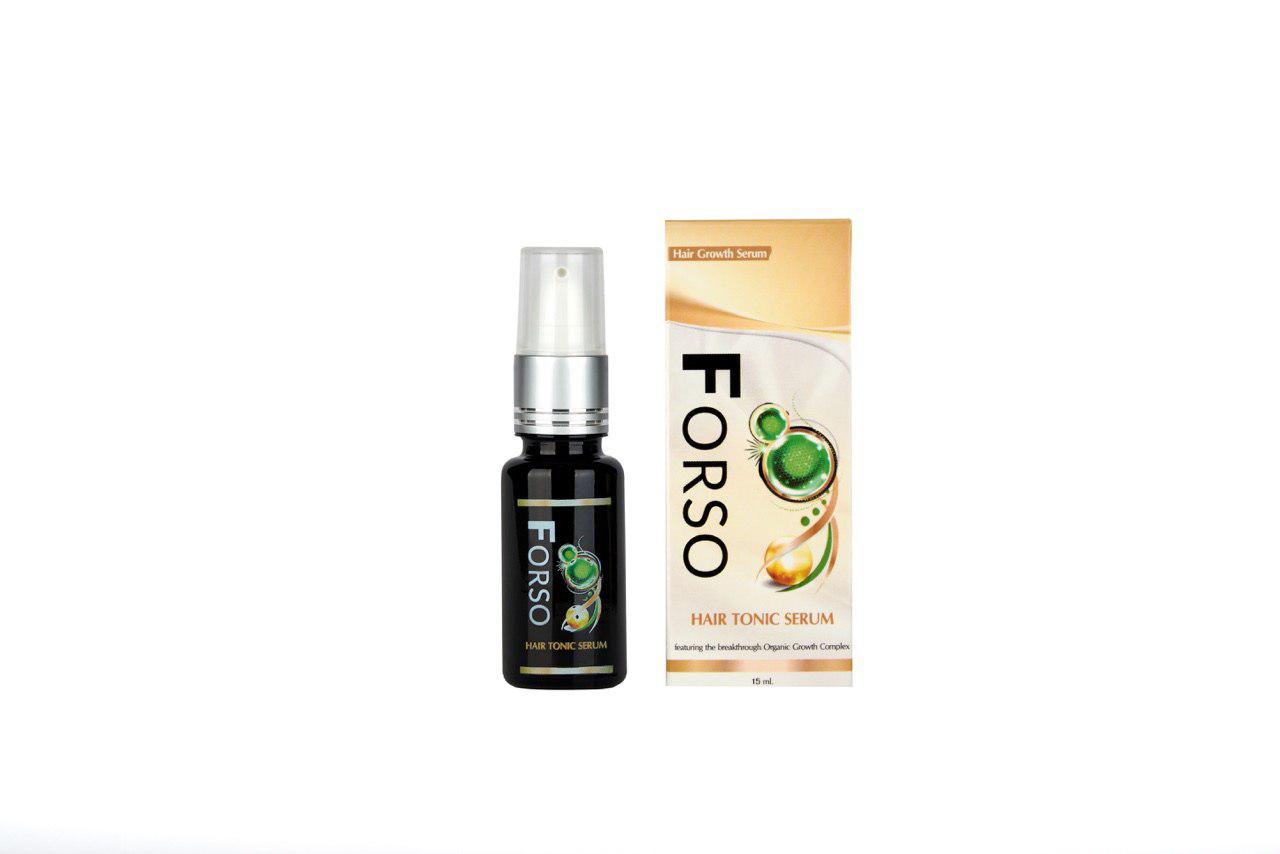 FORSO
HAIR TONIC SERUM
Hair Growth Serum
FORSO
HAIR TONIC SERUM
featuring the breakthrough Organic Growth Complex
15 ml.